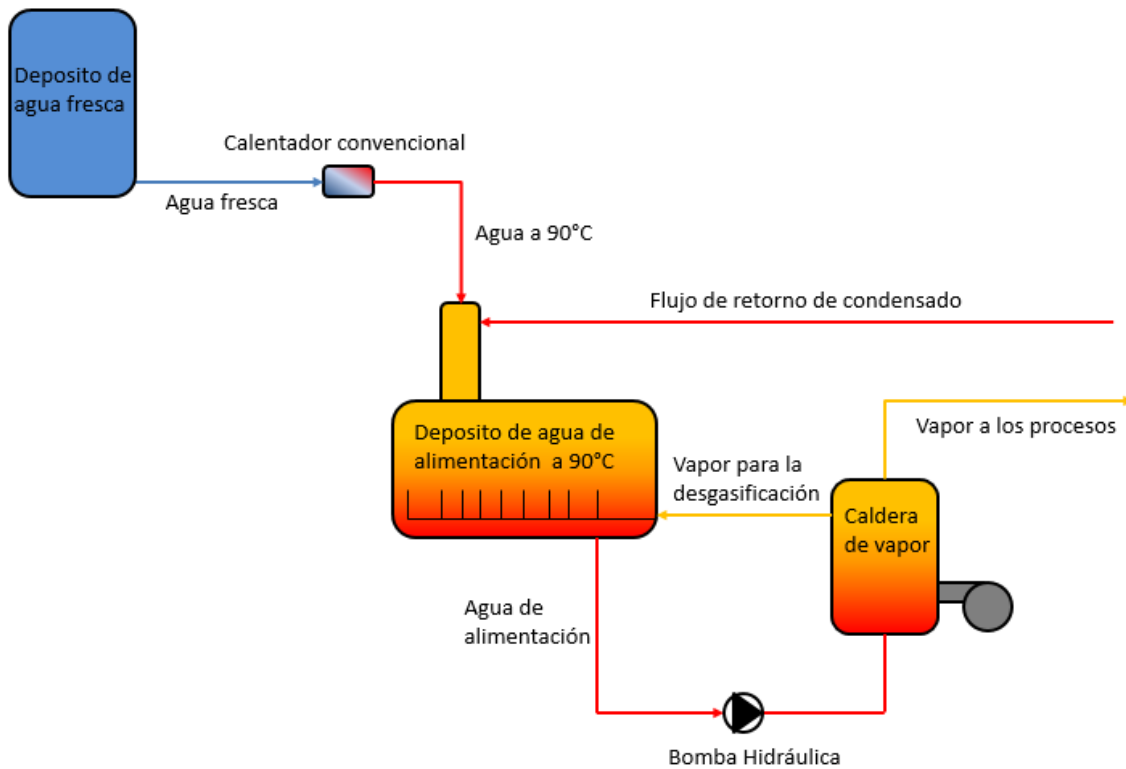 Deposito de
agua fresca
Calentador convencional
Agua fresca
Agua a 90°C
Flujo de retorno de condensado
Deposito de agua de
alimentación  a 90°C
Vapor para la
desgasificación
Vapor a los procesos
Caldera
de vapor
Agua de
alimentación
Bomba Hidráulica